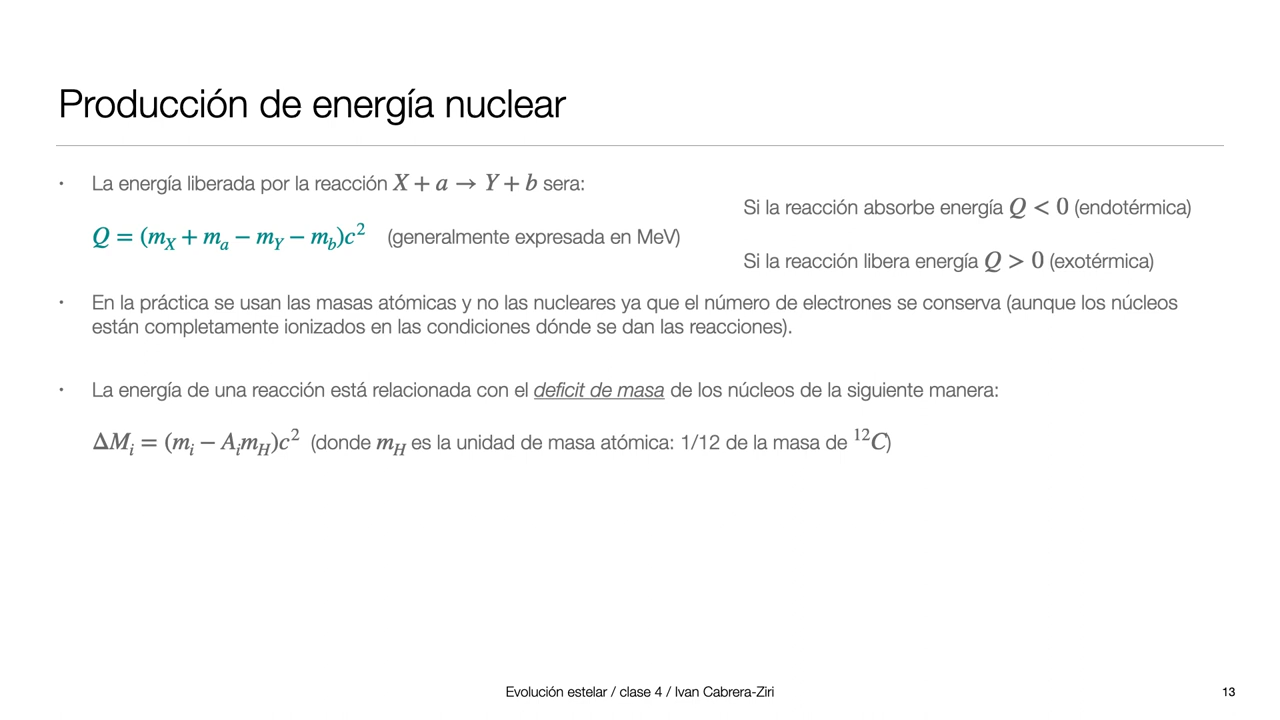 Producción de energía nuclear
• La energía liberada por la reacción X + a → Y + b sera:
Q = (m_X + m_a − m_Y − m_b)c² (generalmente expresada en MeV)
Si la reacción absorbe energía Q < 0 (endotérmica)
Si la reacción libera energía Q > 0 (exotérmica)
• En la práctica se usan las masas atómicas y no las nucleares ya que el número de electrones se conserva (aunque los núcleos
están completamente ionizados en las condiciones dónde se dan las reacciones).
• La energía de una reacción está relacionada con el deficit de masa de los núcleos de la siguiente manera:
ΔM_i = (m_i − A_i m_H)c² (donde m_H es la unidad de masa atómica: 1/12 de la masa de ¹²C)
Evolución estelar / clase 4 / Ivan Cabrera-Ziri
13